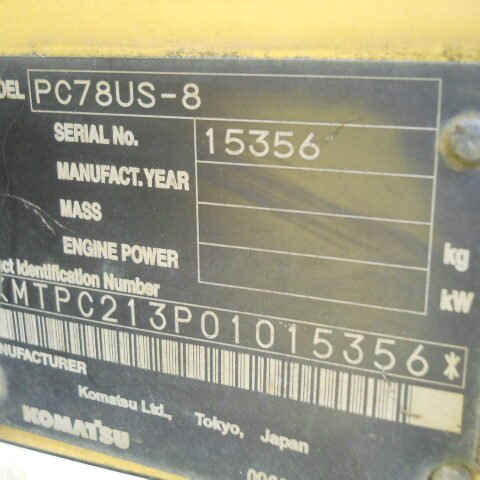 DEL PC78US-8
SERIAL No. 15356
MANUFACT. YEAR
MASS kg
ENGINE POWER kW
uct Identification Number
KMTPC213P01015356*
NUFACTURER
Komatsu Ltd., Tokyo, Japan
KOMATSU